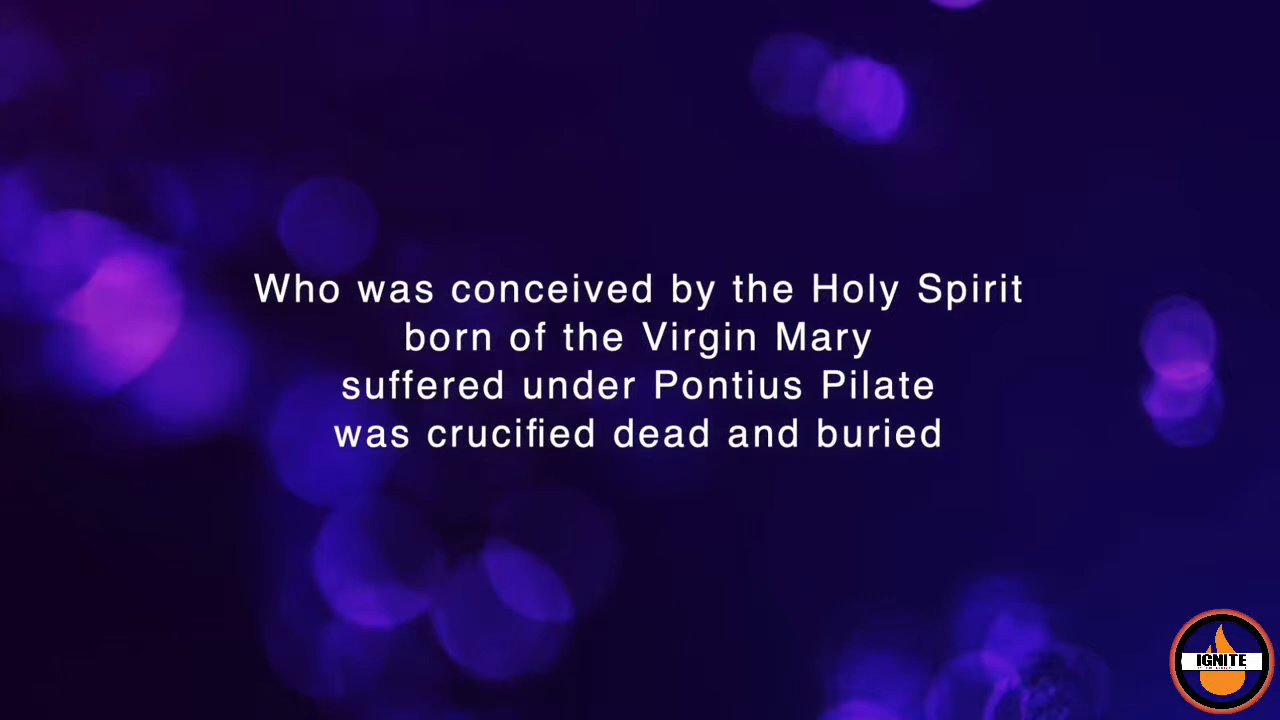 Who was conceived by the Holy Spirit
born of the Virgin Mary
suffered under Pontius Pilate
was crucified dead and buried
IGNITE